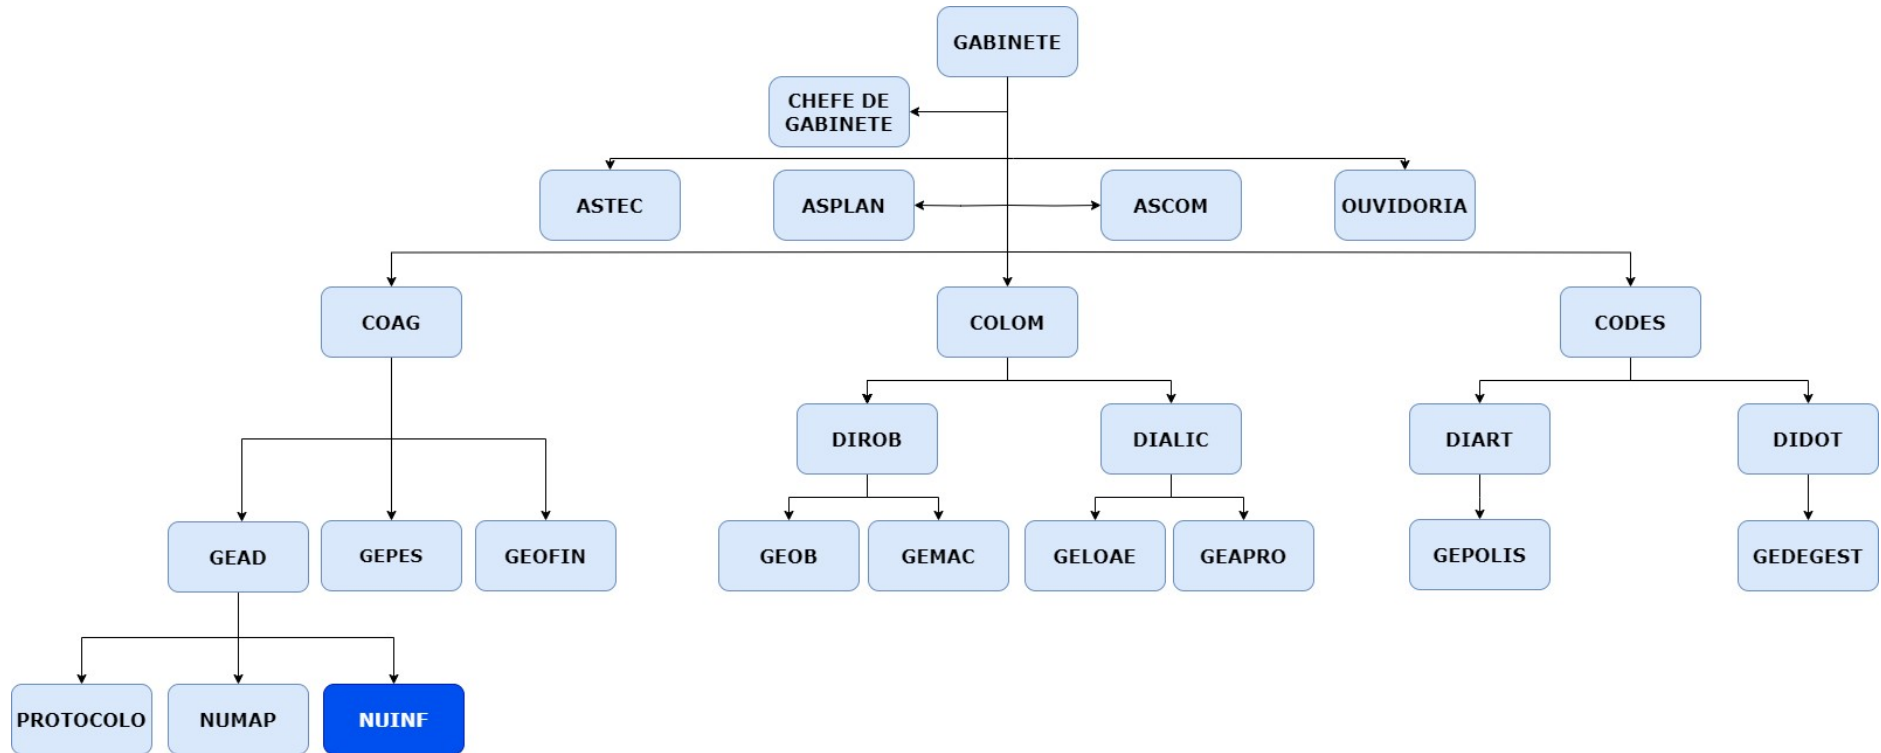 GABINETE
CHEFE DE
GABINETE
ASTEC
ASPLAN
ASCOM
OUVIDORIA
COAG
COLOM
CODES
DIROB
DIALIC
DIART
DIDOT
GEAD
GEPES
GEOFIN
GEOB
GEMAC
GELOAE
GEAPRO
GEPOLIS
GEDEGEST
PROTOCOLO
NUMAP
NUINF